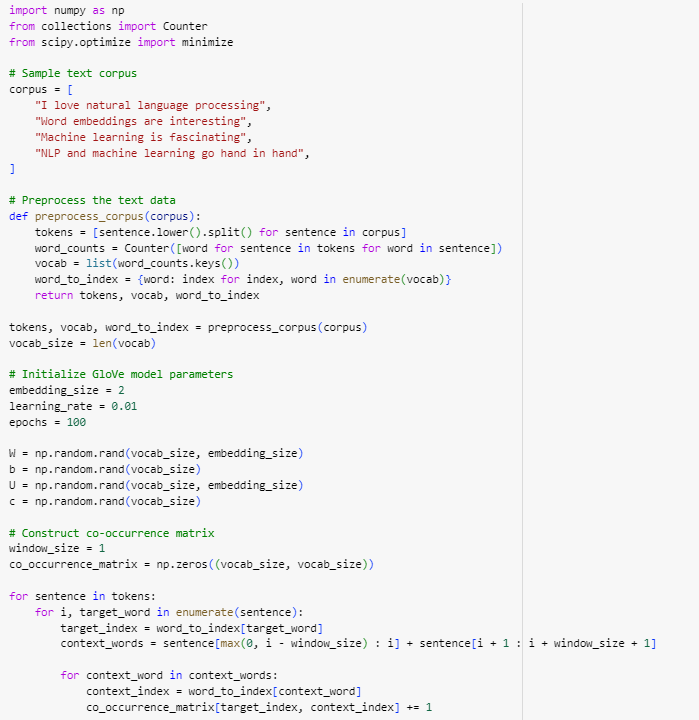 import numpy as np
from collections import Counter
from scipy.optimize import minimize

# Sample text corpus
corpus = [
    "I love natural language processing",
    "Word embeddings are interesting",
    "Machine learning is fascinating",
    "NLP and machine learning go hand in hand",
]

# Preprocess the text data
def preprocess_corpus(corpus):
    tokens = [sentence.lower().split() for sentence in corpus]
    word_counts = Counter([word for sentence in tokens for word in sentence])
    vocab = list(word_counts.keys())
    word_to_index = {word: index for index, word in enumerate(vocab)}
    return tokens, vocab, word_to_index

tokens, vocab, word_to_index = preprocess_corpus(corpus)
vocab_size = len(vocab)

# Initialize GloVe model parameters
embedding_size = 2
learning_rate = 0.01
epochs = 100

W = np.random.rand(vocab_size, embedding_size)
b = np.random.rand(vocab_size)
U = np.random.rand(vocab_size, embedding_size)
c = np.random.rand(vocab_size)

# Construct co-occurrence matrix
window_size = 1
co_occurrence_matrix = np.zeros((vocab_size, vocab_size))

for sentence in tokens:
    for i, target_word in enumerate(sentence):
        target_index = word_to_index[target_word]
        context_words = sentence[max(0, i - window_size) : i] + sentence[i + 1 : i + window_size + 1]

        for context_word in context_words:
            context_index = word_to_index[context_word]
            co_occurrence_matrix[target_index, context_index] += 1